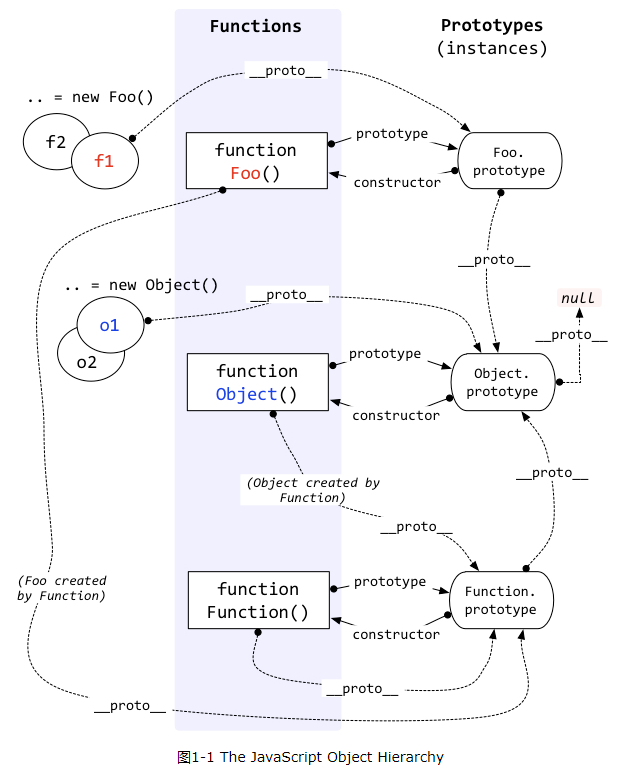 Functions
Prototypes
(instances)
__proto__
.. = new Foo()
f2
f1
function
Foo()
prototype
constructor
Foo.
prototype
__proto__
.. = new Object()
__proto__
null
__proto__
o1
o2
function
Object()
prototype
constructor
Object.
prototype
(Object created by
Function)
__proto__
__proto__
(Foo created
by Function)
function
Function()
prototype
constructor
Function.
prototype
__proto__
__proto__
图1-1 The JavaScript Object Hierarchy